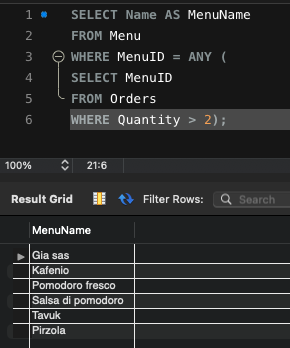 1 SELECT Name AS MenuName
2 FROM Menu
3 WHERE MenuID = ANY (
4 SELECT MenuID
5 FROM Orders
6 WHERE Quantity > 2);
100% 21:6
Result Grid Filter Rows: Search
MenuName
Gia sas
Kafenio
Pomodoro fresco
Salsa di pomodoro
Tavuk
Pirzola